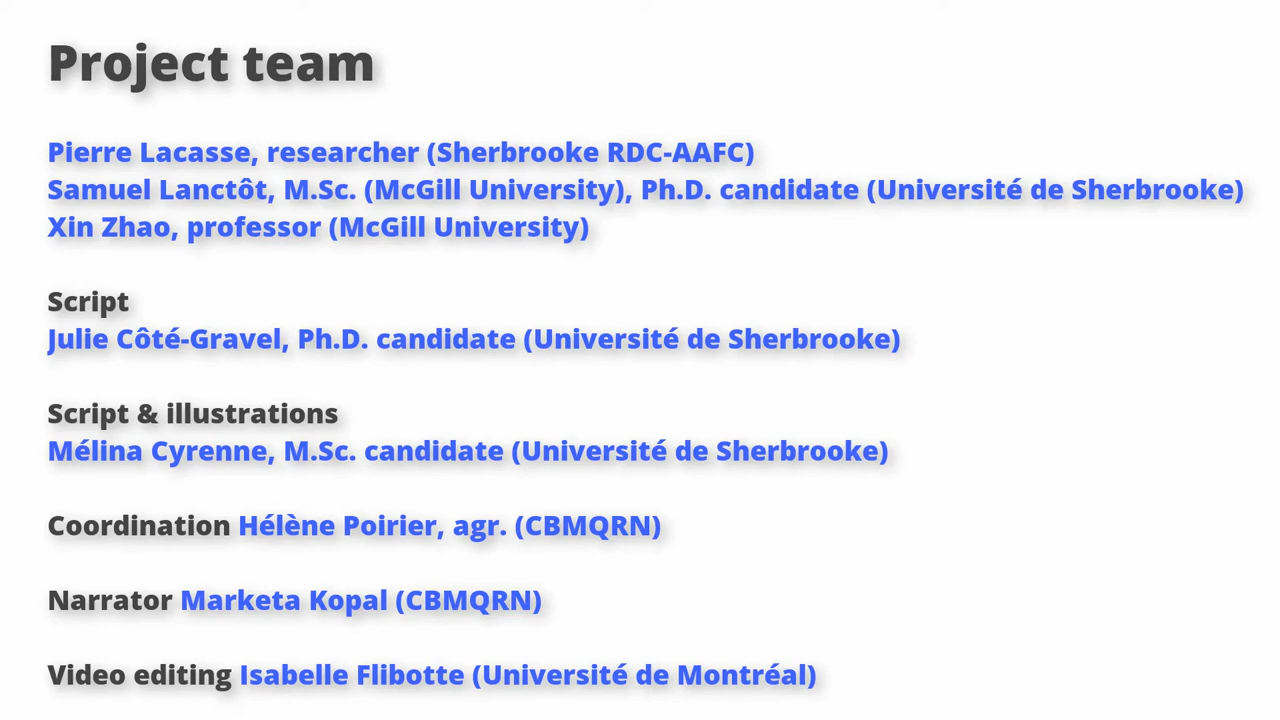 Project team
Pierre Lacasse, researcher (Sherbrooke RDC-AAFC)
Samuel Lanctôt, M.Sc. (McGill University), Ph.D. candidate (Université de Sherbrooke)
Xin Zhao, professor (McGill University)
Script
Julie Côté-Gravel, Ph.D. candidate (Université de Sherbrooke)
Script & illustrations
Mélina Cyrenne, M.Sc. candidate (Université de Sherbrooke)
Coordination Hélène Poirier, agr. (CBMQRN)
Narrator Marketa Kopal (CBMQRN)
Video editing Isabelle Flibotte (Université de Montréal)